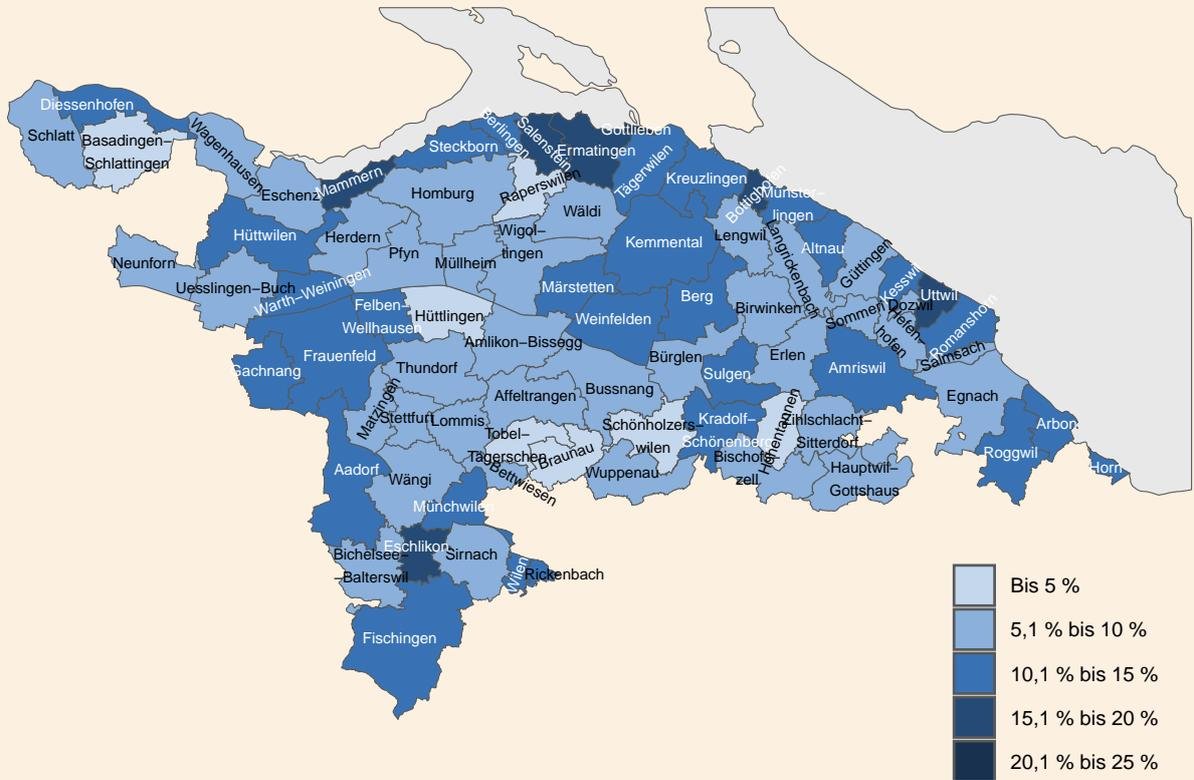 Diessenhofen
Schlatt
Basadingen–
Schlattingen
Wagenhausen
Eschenz
Mammern
Steckborn
Berlingen
Salenstein
Ermatingen
Gottlieben
Tägerwilen
Kreuzlingen
Bottighofen
Münster–
lingen
Homburg
Raperswilen
Wäldi
Hüttwilen
Herdern
Pfyn
Müllheim
Wigol–
tingen
Kemmental
Lengwil
Langrickenbach
Altnau
Güttingen
Kesswil
Dozwil
Uttwil
Romanshorn
Neunforn
Uesslingen–Buch
Warth–Weiningen
Felben–
Wellhausen
Hüttlingen
Märstetten
Weinfelden
Berg
Birwinken
Sommeri
Hefen–
hofen
Salmsach
Gachnang
Frauenfeld
Thundorf
Amlikon–Bissegg
Bürglen
Sulgen
Erlen
Amriswil
Egnach
Matzingen
Stettfurt
Lommis
Affeltrangen
Bussnang
Schönholzers–
wilen
Kradolf–
Schönenberg
Hohentannen
Zihlschlacht–
Sitterdorf
Arbon
Roggwil
Horn
Aadorf
Wängi
Tobel–
Tägerschen
Braunau
Bettwiesen
Wuppenau
Bischofs–
zell
Hauptwil–
Gottshaus
Münchwilen
Eschlikon
Bichelsee–
–Balterswil
Sirnach
Wilen
Rickenbach
Fischingen
Bis 5 %
5,1 % bis 10 %
10,1 % bis 15 %
15,1 % bis 20 %
20,1 % bis 25 %